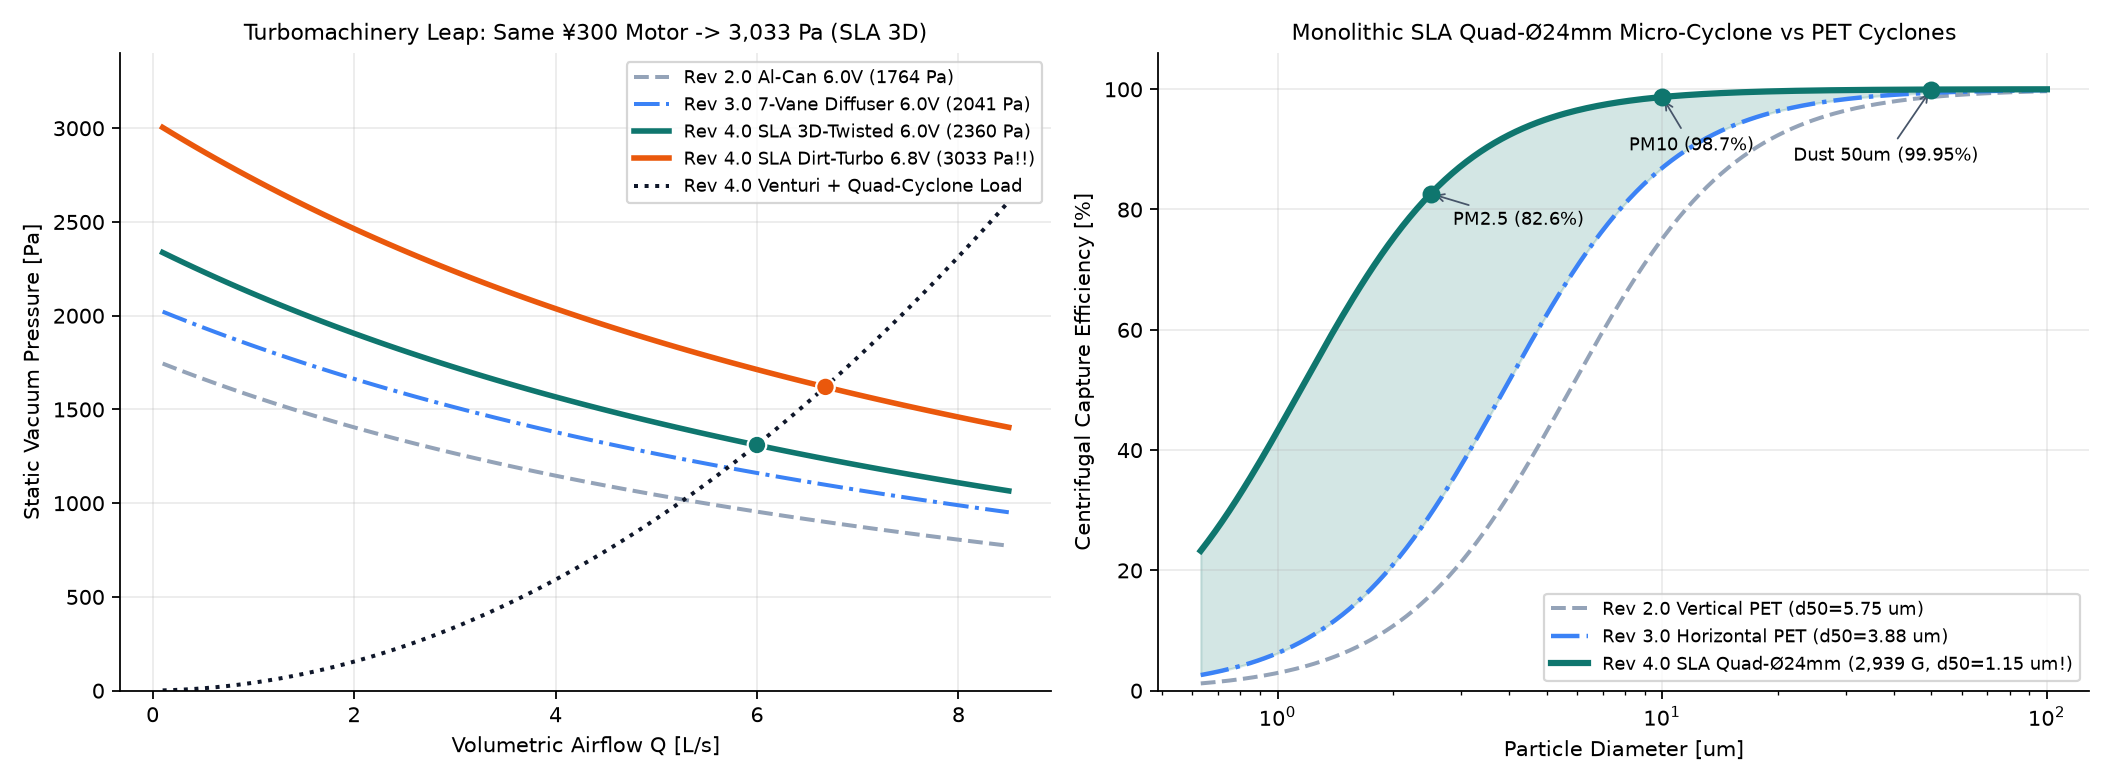 Turbomachinery Leap: Same ¥300 Motor -> 3,033 Pa (SLA 3D)
Static Vacuum Pressure [Pa]
3000
2500
2000
1500
1000
500
0
Rev 2.0 Al-Can 6.0V (1764 Pa)
Rev 3.0 7-Vane Diffuser 6.0V (2041 Pa)
Rev 4.0 SLA 3D-Twisted 6.0V (2360 Pa)
Rev 4.0 SLA Dirt-Turbo 6.8V (3033 Pa!!)
Rev 4.0 Venturi + Quad-Cyclone Load
0 2 4 6 8
Volumetric Airflow Q [L/s]
Monolithic SLA Quad-Ø24mm Micro-Cyclone vs PET Cyclones
Centrifugal Capture Efficiency [%]
100
80
60
40
20
0
PM10 (98.7%)
Dust 50um (99.95%)
PM2.5 (82.6%)
Rev 2.0 Vertical PET (d50=5.75 um)
Rev 3.0 Horizontal PET (d50=3.88 um)
Rev 4.0 SLA Quad-Ø24mm (2,939 G, d50=1.15 um!)
10⁰ 10¹ 10²
Particle Diameter [um]